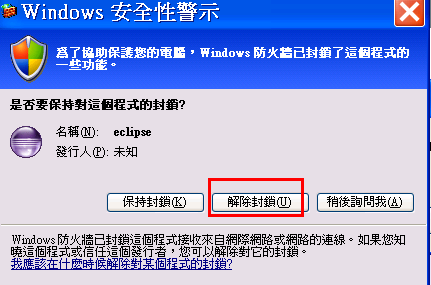 Windows 安全性警示
為了協助保護您的電腦，Windows 防火牆已封鎖了這個程式的
一些功能。
是否要保持對這個程式的封鎖?
名稱(N): eclipse
發行人(P): 未知
保持封鎖(K) 解除封鎖(U) 稍後詢問我(A)
Windows 防火牆已封鎖這個程式接收來自網際網路或網路的連線。如果您知
曉這個程式或信任這個發行者，您可以解除對它的封鎖。
我應該在什麼時候解除對某個程式的封鎖?